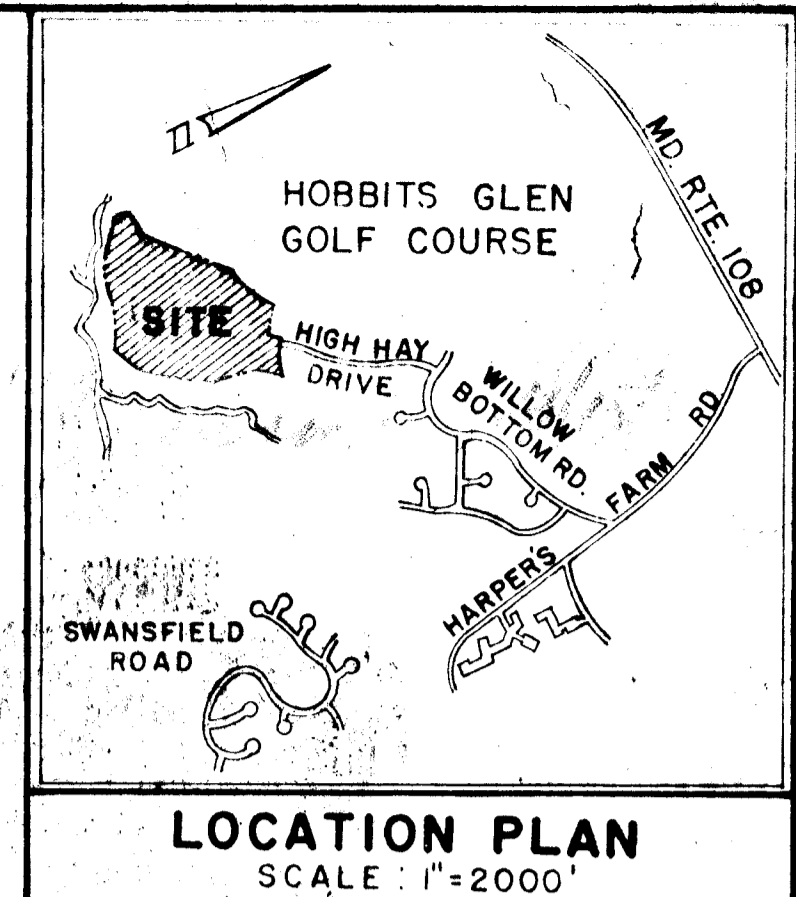 HOBBITS GLEN
GOLF COURSE
MD. RTE. 108
SITE
HIGH HAY
DRIVE
WILLOW
BOTTOM RD.
HARPER'S FARM RD
SWANSFIELD
ROAD
LOCATION PLAN
SCALE : 1"=2000'